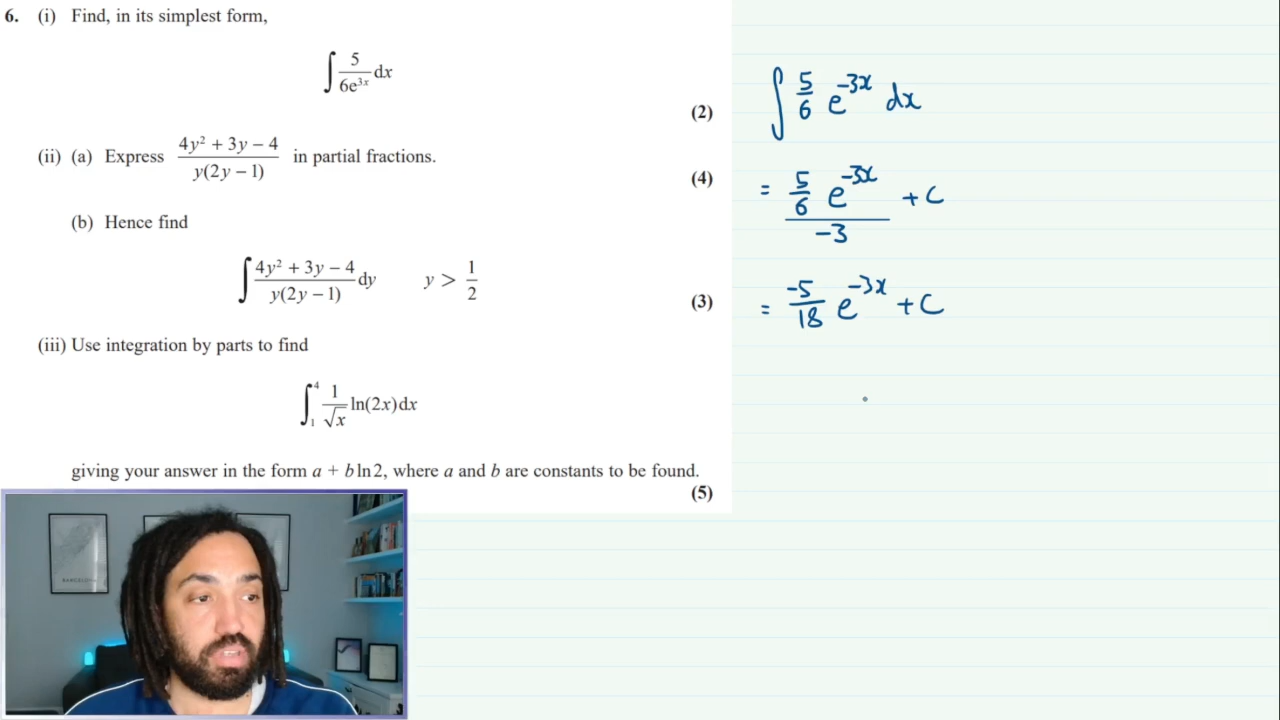 6. (i) Find, in its simplest form,
∫ 5/6e³ˣ dx
(2)
(ii) (a) Express (4y² + 3y − 4)/(y(2y − 1)) in partial fractions.
(4)
(b) Hence find
∫ (4y² + 3y − 4)/(y(2y − 1)) dy y > 1/2
(3)
(iii) Use integration by parts to find
∫₁⁴ 1/√x ln(2x) dx
giving your answer in the form a + b ln 2, where a and b are constants to be found.
(5)
∫ 5/6 e^(-3x) dx
= (5/6 e^(-3x))/(-3) + C
= -5/18 e^(-3x) + C